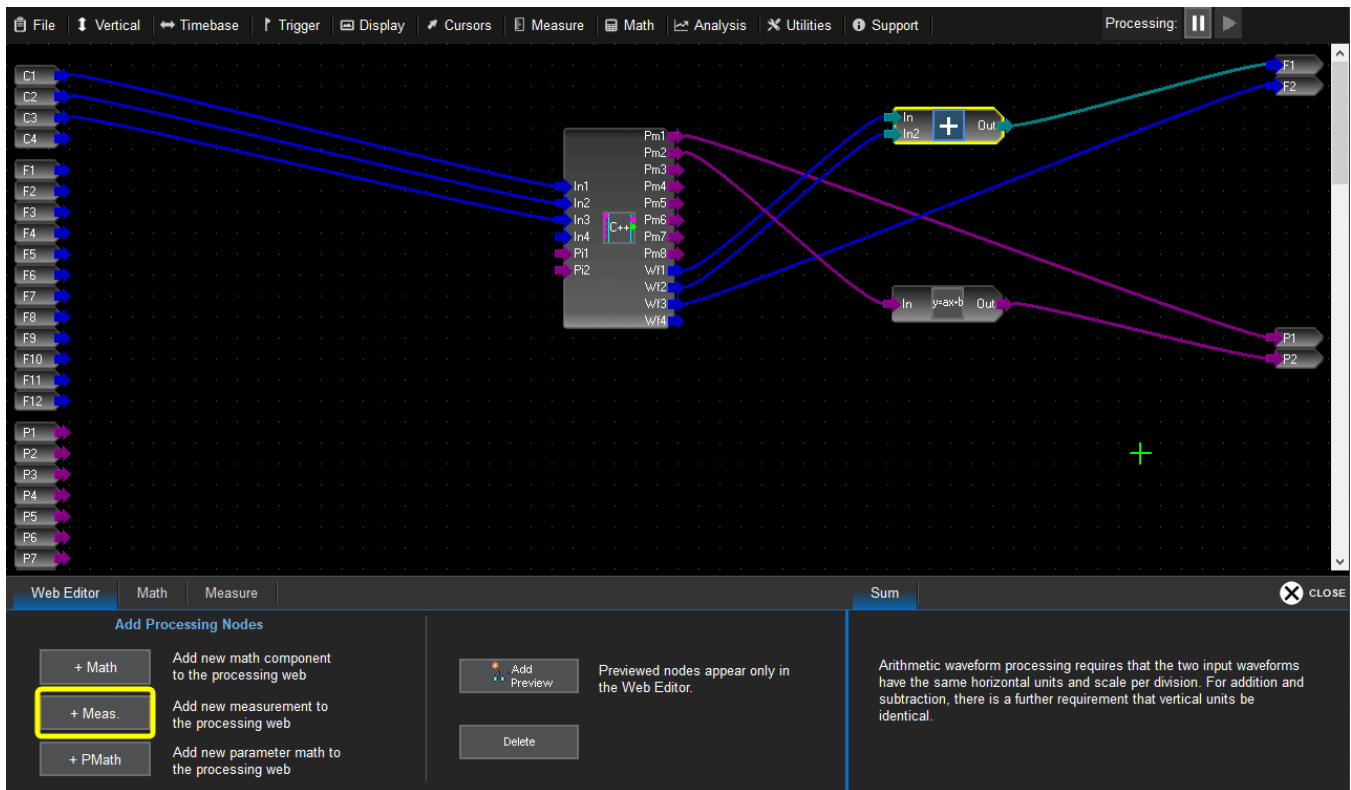 File Vertical Timebase Trigger Display Cursors Measure Math Analysis Utilities Support Processing:
C1
C2
C3
C4
F1
F2
F3
F4
F5
F6
F7
F8
F9
F10
F11
F12
P1
P2
P3
P4
P5
P6
P7
In1
In2
In3
In4
Pi1
Pi2
C++
Pm1
Pm2
Pm3
Pm4
Pm5
Pm6
Pm7
Pm8
Wf1
Wf2
Wf3
Wf4
In + Out
In2
In y=ax+b Out
F1
F2
P1
P2
Web Editor Math Measure
Add Processing Nodes
+ Math
Add new math component
to the processing web
+ Meas.
Add new measurement to
the processing web
+ PMath
Add new parameter math to
the processing web
Add
Preview
Previewed nodes appear only in
the Web Editor.
Delete
Sum
CLOSE
Arithmetic waveform processing requires that the two input waveforms
have the same horizontal units and scale per division. For addition and
subtraction, there is a further requirement that vertical units be
identical.